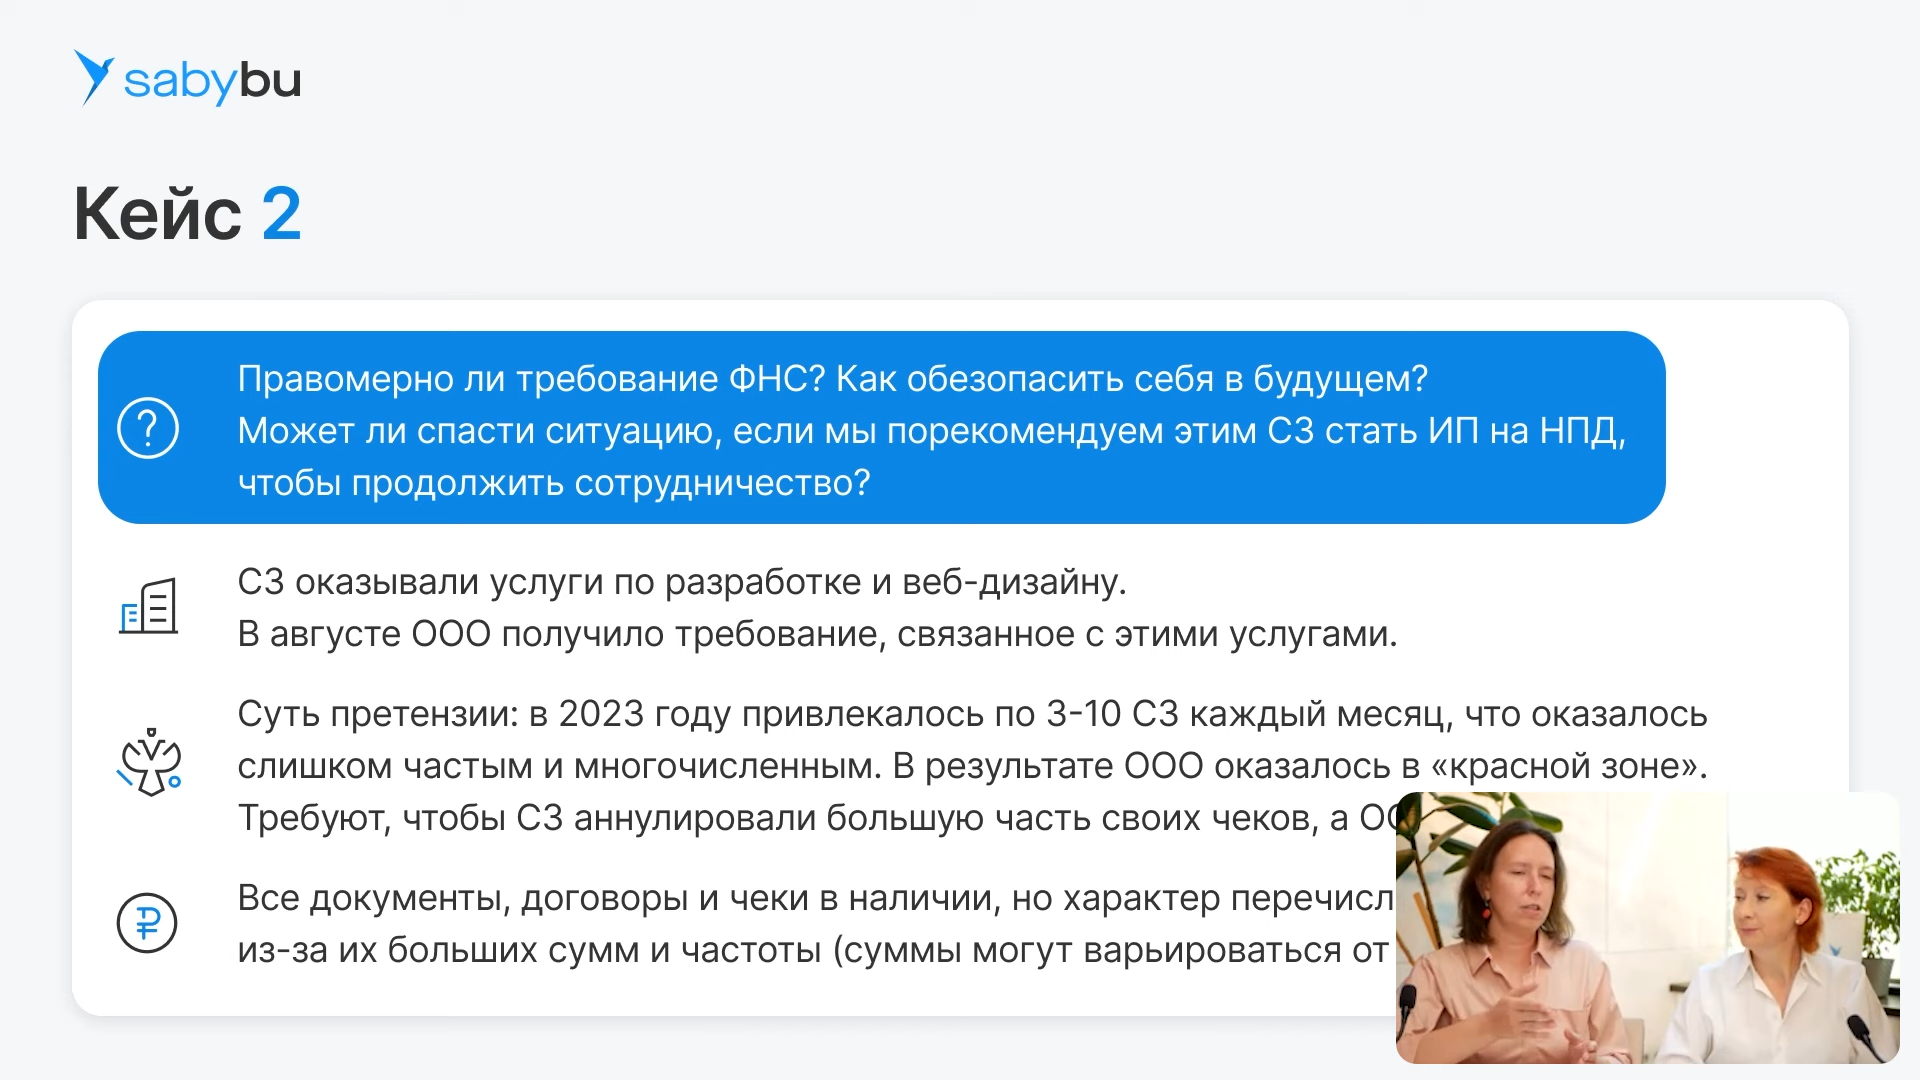 sabybu
Кейс 2
Правомерно ли требование ФНС? Как обезопасить себя в будущем?
Может ли спасти ситуацию, если мы порекомендуем этим СЗ стать ИП на НПД,
чтобы продолжить сотрудничество?
СЗ оказывали услуги по разработке и веб-дизайну.
В августе ООО получило требование, связанное с этими услугами.
Суть претензии: в 2023 году привлекалось по 3-10 СЗ каждый месяц, что оказалось
слишком частым и многочисленным. В результате ООО оказалось в «красной зоне».
Требуют, чтобы СЗ аннулировали большую часть своих чеков, а
Все документы, договоры и чеки в наличии, но характер
из-за их больших сумм и частоты (суммы могут варьироваться от